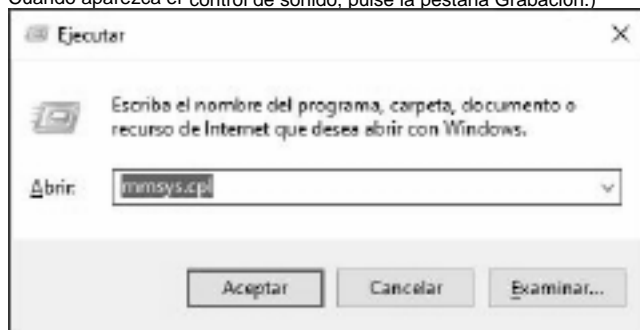 Cuando aparezca el control de sonido, pulse la pestaña Grabación.)
Ejecutar
Escriba el nombre del programa, carpeta, documento o
recurso de Internet que desea abrir con Windows.
Abrir:
mmsys.cpl
Aceptar
Cancelar
Examinar...